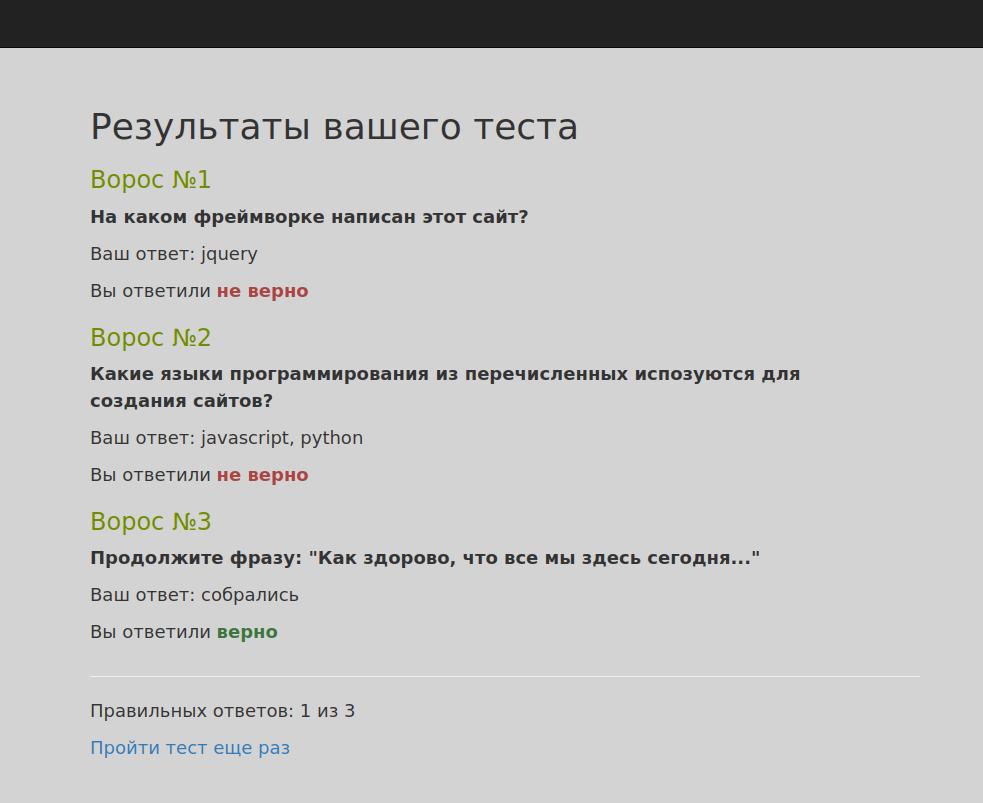 Результаты вашего теста
Ворос №1
На каком фреймворке написан этот сайт?
Ваш ответ: jquery
Вы ответили не верно
Ворос №2
Какие языки программирования из перечисленных испозуются для
создания сайтов?
Ваш ответ: javascript, python
Вы ответили не верно
Ворос №3
Продолжите фразу: "Как здорово, что все мы здесь сегодня..."
Ваш ответ: собрались
Вы ответили верно
Правильных ответов: 1 из 3
Пройти тест еще раз